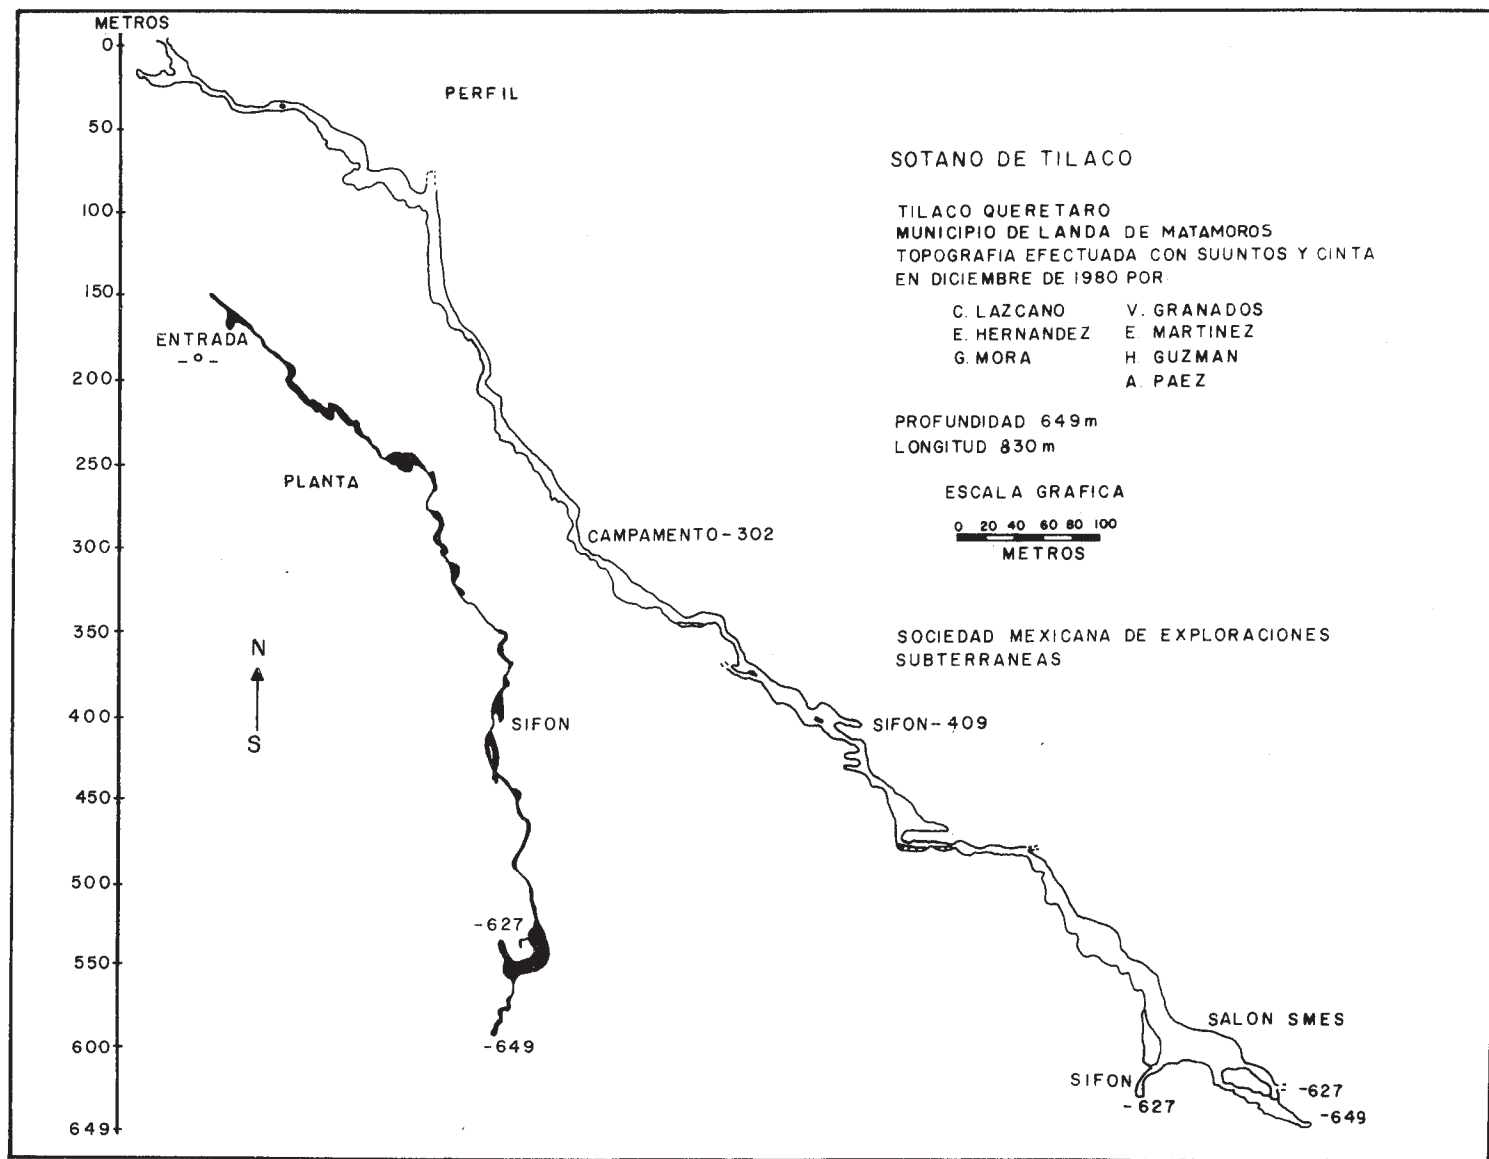 METROS
0
50
100
150
200
250
300
350
400
450
500
550
600
649
PERFIL
SOTANO DE TILACO
TILACO QUERETARO
MUNICIPIO DE LANDA DE MATAMOROS
TOPOGRAFIA EFECTUADA CON SUUNTOS Y CINTA
EN DICIEMBRE DE 1980 POR
C. LAZCANO V. GRANADOS
E. HERNANDEZ E. MARTINEZ
G. MORA H. GUZMAN
A. PAEZ
PROFUNDIDAD 649m
LONGITUD 830m
ESCALA GRAFICA
0 20 40 60 80 100
METROS
SOCIEDAD MEXICANA DE EXPLORACIONES
SUBTERRANEAS
ENTRADA
PLANTA
CAMPAMENTO-302
N
S
SIFON
SIFON-409
-627
-649
SALON SMES
SIFON
-627
-627
-649